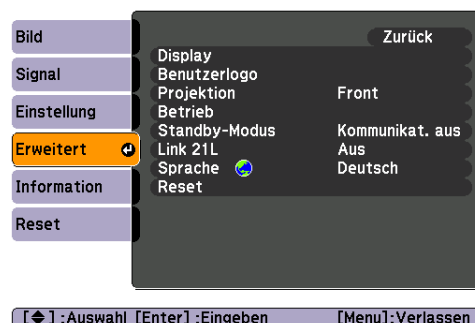 Bild
Signal
Einstellung
Erweitert
Information
Reset
Zurück
Display
Benutzerlogo
Projektion Front
Betrieb
Standby-Modus Kommunikat. aus
Link 21L Aus
Sprache Deutsch
Reset
[◆] :Auswahl [Enter] :Eingeben [Menu]:Verlassen